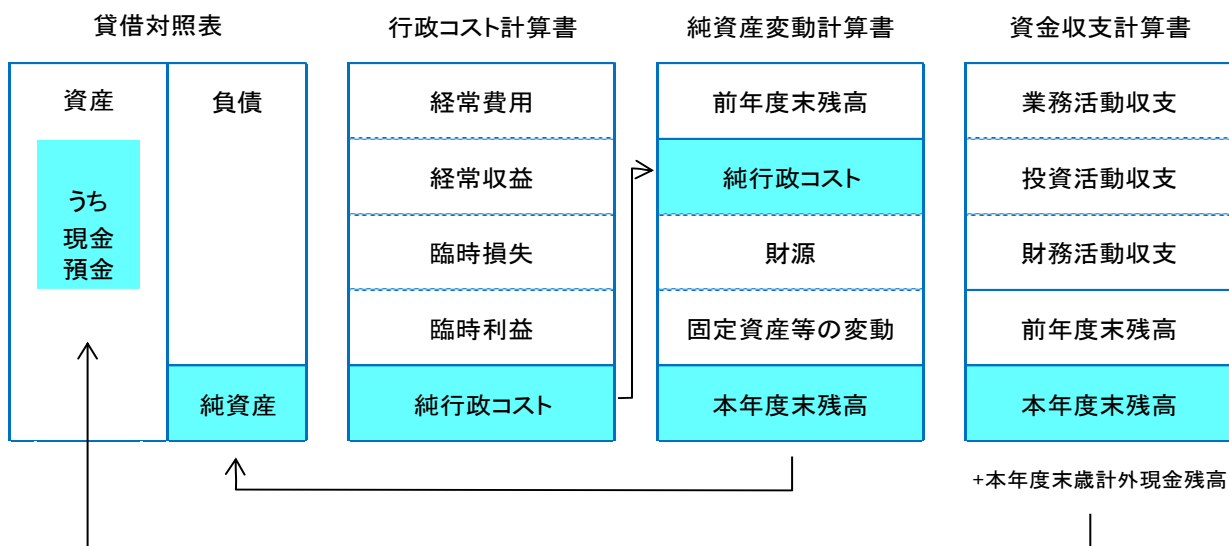 貸借対照表
資産
負債
うち
現金
預金
純資産
行政コスト計算書
経常費用
経常収益
臨時損失
臨時利益
純行政コスト
純資産変動計算書
前年度末残高
純行政コスト
財源
固定資産等の変動
本年度末残高
資金収支計算書
業務活動収支
投資活動収支
財務活動収支
前年度末残高
本年度末残高
+本年度末歳計外現金残高